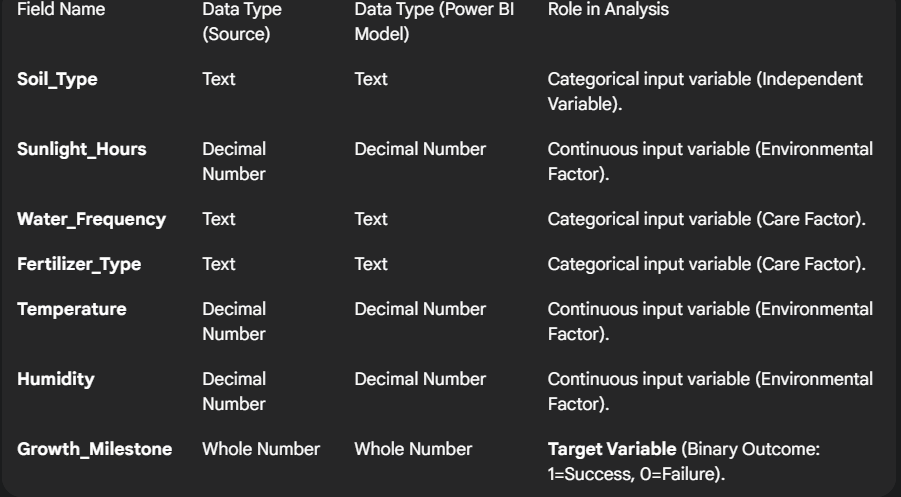 Field Name Data Type (Source) Data Type (Power BI Model) Role in Analysis
Soil_Type Text Text Categorical input variable (Independent Variable).
Sunlight_Hours Decimal Number Decimal Number Continuous input variable (Environmental Factor).
Water_Frequency Text Text Categorical input variable (Care Factor).
Fertilizer_Type Text Text Categorical input variable (Care Factor).
Temperature Decimal Number Decimal Number Continuous input variable (Environmental Factor).
Humidity Decimal Number Decimal Number Continuous input variable (Environmental Factor).
Growth_Milestone Whole Number Whole Number Target Variable (Binary Outcome: 1=Success, 0=Failure).